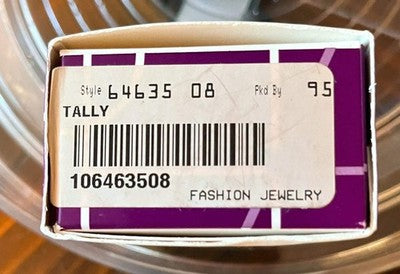 Style 64635 08 Pkd By 95
TALLY
106463508
FASHION JEWELRY